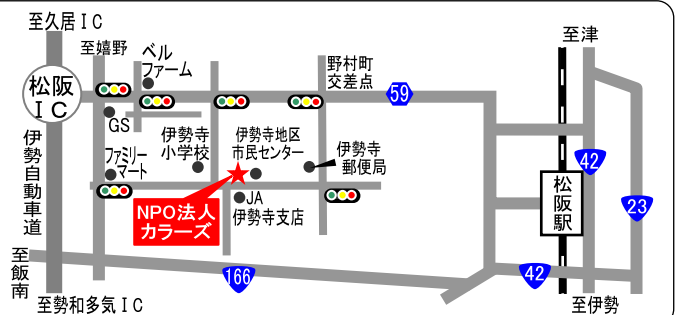 至久居IC
至嬉野
ベル
ファーム
野村町
交差点
至津
松阪
IC
59
GS
伊勢寺
小学校
伊勢寺地区
市民センター
伊勢寺
郵便局
ファミリー
マート
42
伊勢自動車道
NPO法人
カラーズ
JA
伊勢寺支店
松阪駅
23
至飯南
166
42
至勢和多気IC
至伊勢